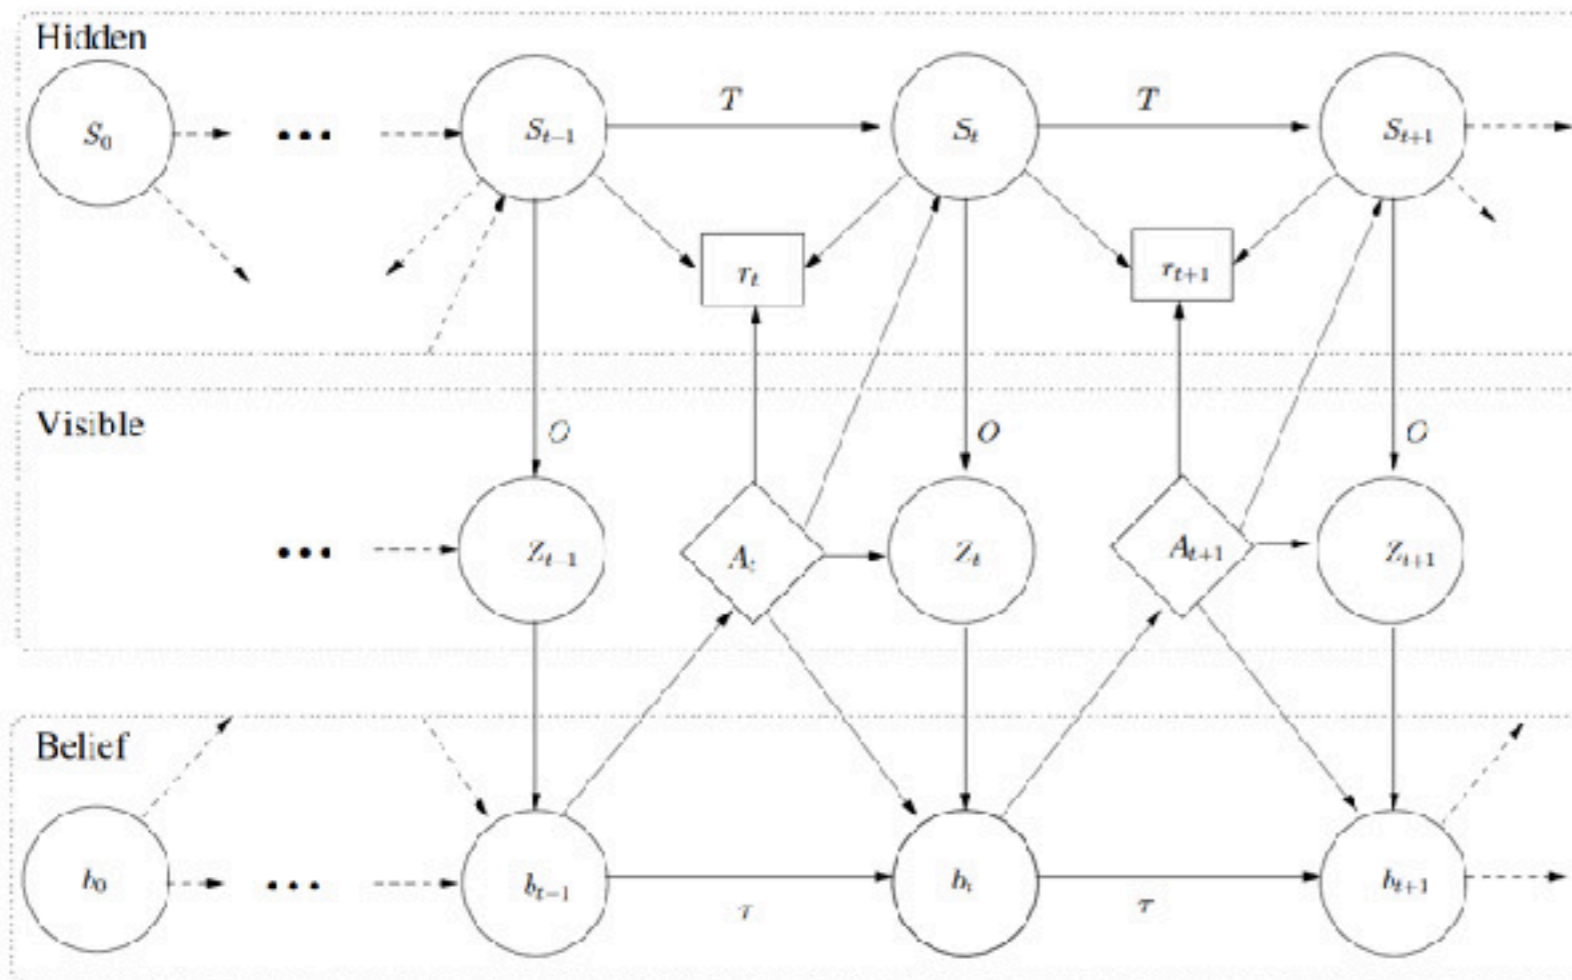 Hidden
S₀ ... Sₜ₋₁ T Sₜ T Sₜ₊₁
rₜ rₜ₊₁
Visible
O O O
... Zₜ₋₁ Aₜ Zₜ Aₜ₊₁ Zₜ₊₁
Belief
b₀ ... bₜ₋₁ bₜ bₜ₊₁
τ τ